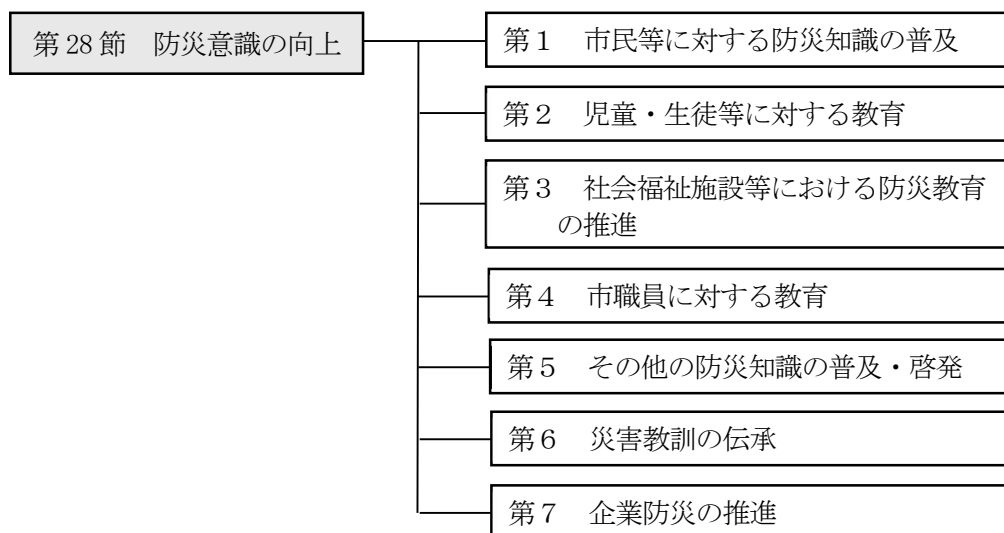 第 28 節　防災意識の向上
第１　市民等に対する防災知識の普及
第２　児童・生徒等に対する教育
第３　社会福祉施設等における防災教育
の推進
第４　市職員に対する教育
第５　その他の防災知識の普及・啓発
第６　災害教訓の伝承
第７　企業防災の推進